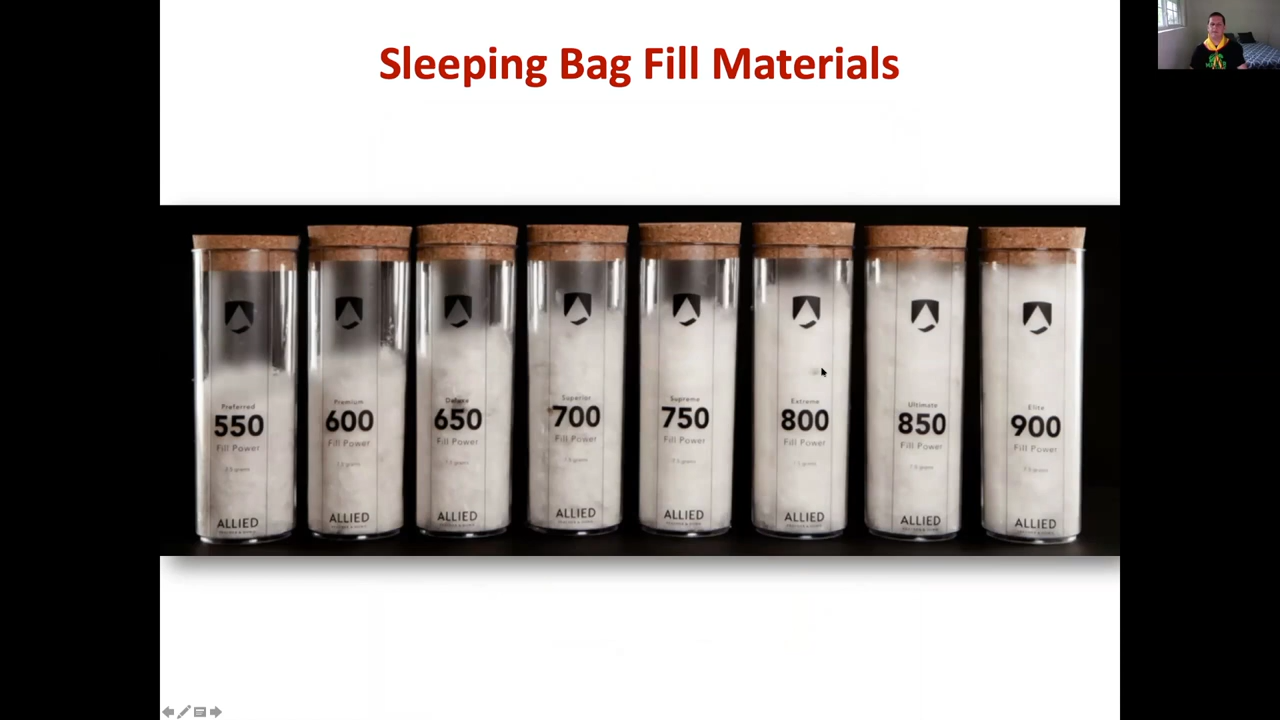 Sleeping Bag Fill Materials
Preferred
550
Fill Power
ALLIED
Premium
600
Fill Power
ALLIED
Deluxe
650
Fill Power
ALLIED
Superior
700
Fill Power
ALLIED
Supreme
750
Fill Power
ALLIED
Extreme
800
Fill Power
ALLIED
Ultimate
850
Fill Power
ALLIED
Elite
900
Fill Power
ALLIED